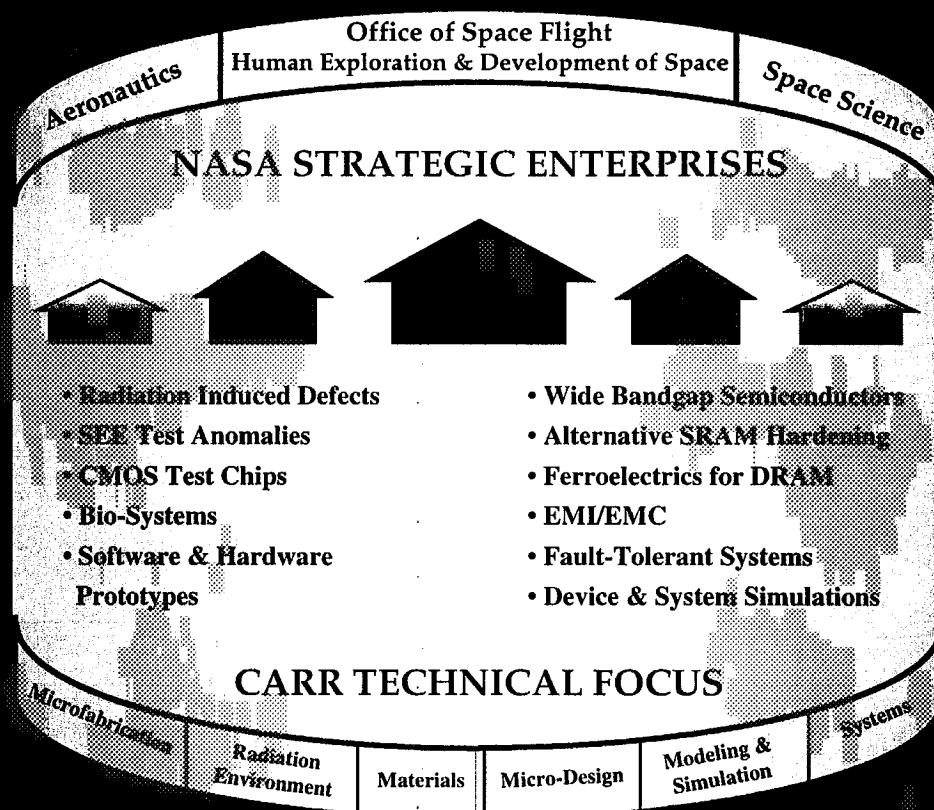 Aeronautics
Office of Space Flight
Human Exploration & Development of Space
Space Science
NASA STRATEGIC ENTERPRISES
• Radiation Induced Defects
• SEE Test Anomalies
• CMOS Test Chips
• Bio-Systems
• Software & Hardware
Prototypes
• Wide Bandgap Semiconductors
• Alternative SRAM Hardening
• Ferroelectrics for DRAM
• EMI/EMC
• Fault-Tolerant Systems
• Device & System Simulations
CARR TECHNICAL FOCUS
Microfabrication
Radiation
Environment
Materials
Micro-Design
Modeling &
Simulation
Systems